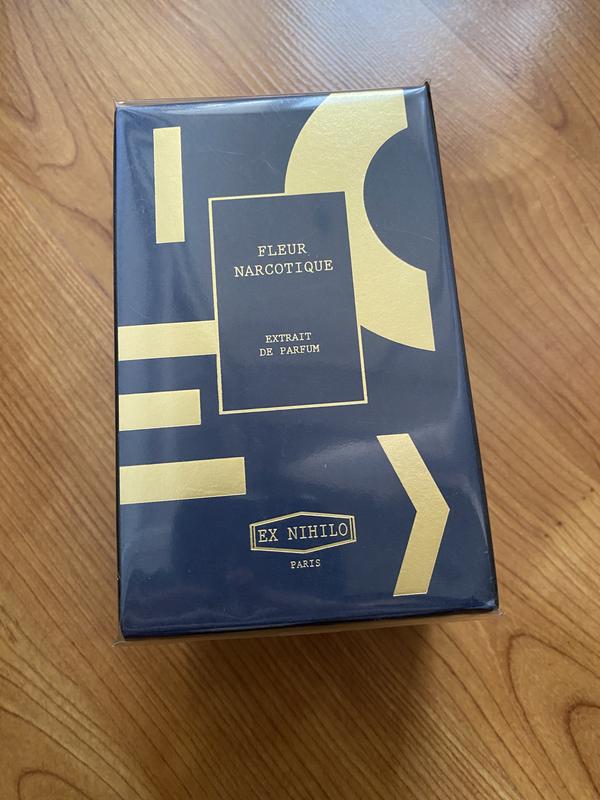 FLEUR
NARCOTIQUE
EXTRAIT
DE PARFUM
EX NIHILO
PARIS